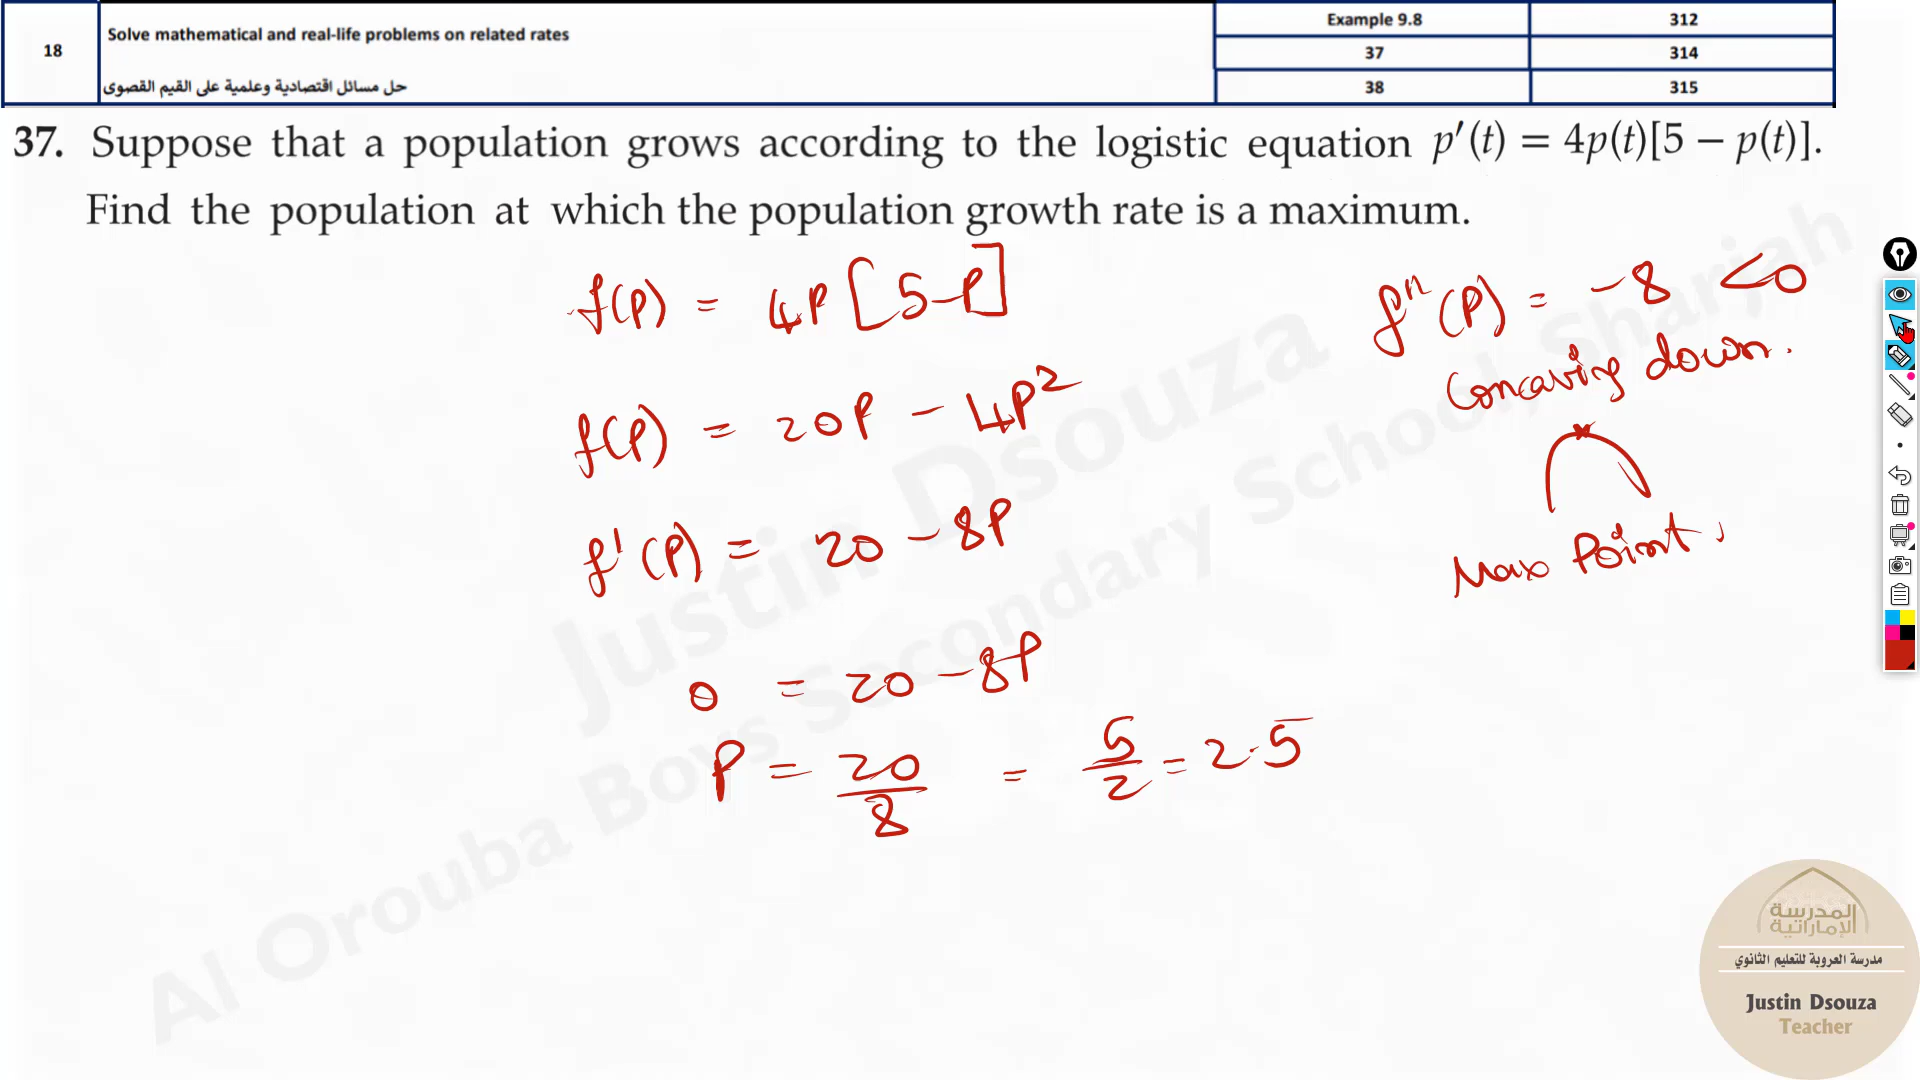 18
Solve mathematical and real-life problems on related rates
حل مسائل اقتصادية وعلمية على القيم القصوى
Example 9.8 312
37 314
38 315
37. Suppose that a population grows according to the logistic equation p′(t) = 4p(t)[5 − p(t)].
Find the population at which the population growth rate is a maximum.
f(P) = 4P [5-P]
f(P) = 20P - 4P²
f'(P) = 20 - 8P
0 = 20 - 8P
P = 20/8 = 5/2 = 2.5
f"(P) = -8 <0
Concaving down.
Max Point,
Justin Dsouza
Al Orouba Boys Secondary School, Sharjah
المدرسة
الإماراتية
مدرسة العروبة للتعليم الثانوي
Justin Dsouza
Teacher